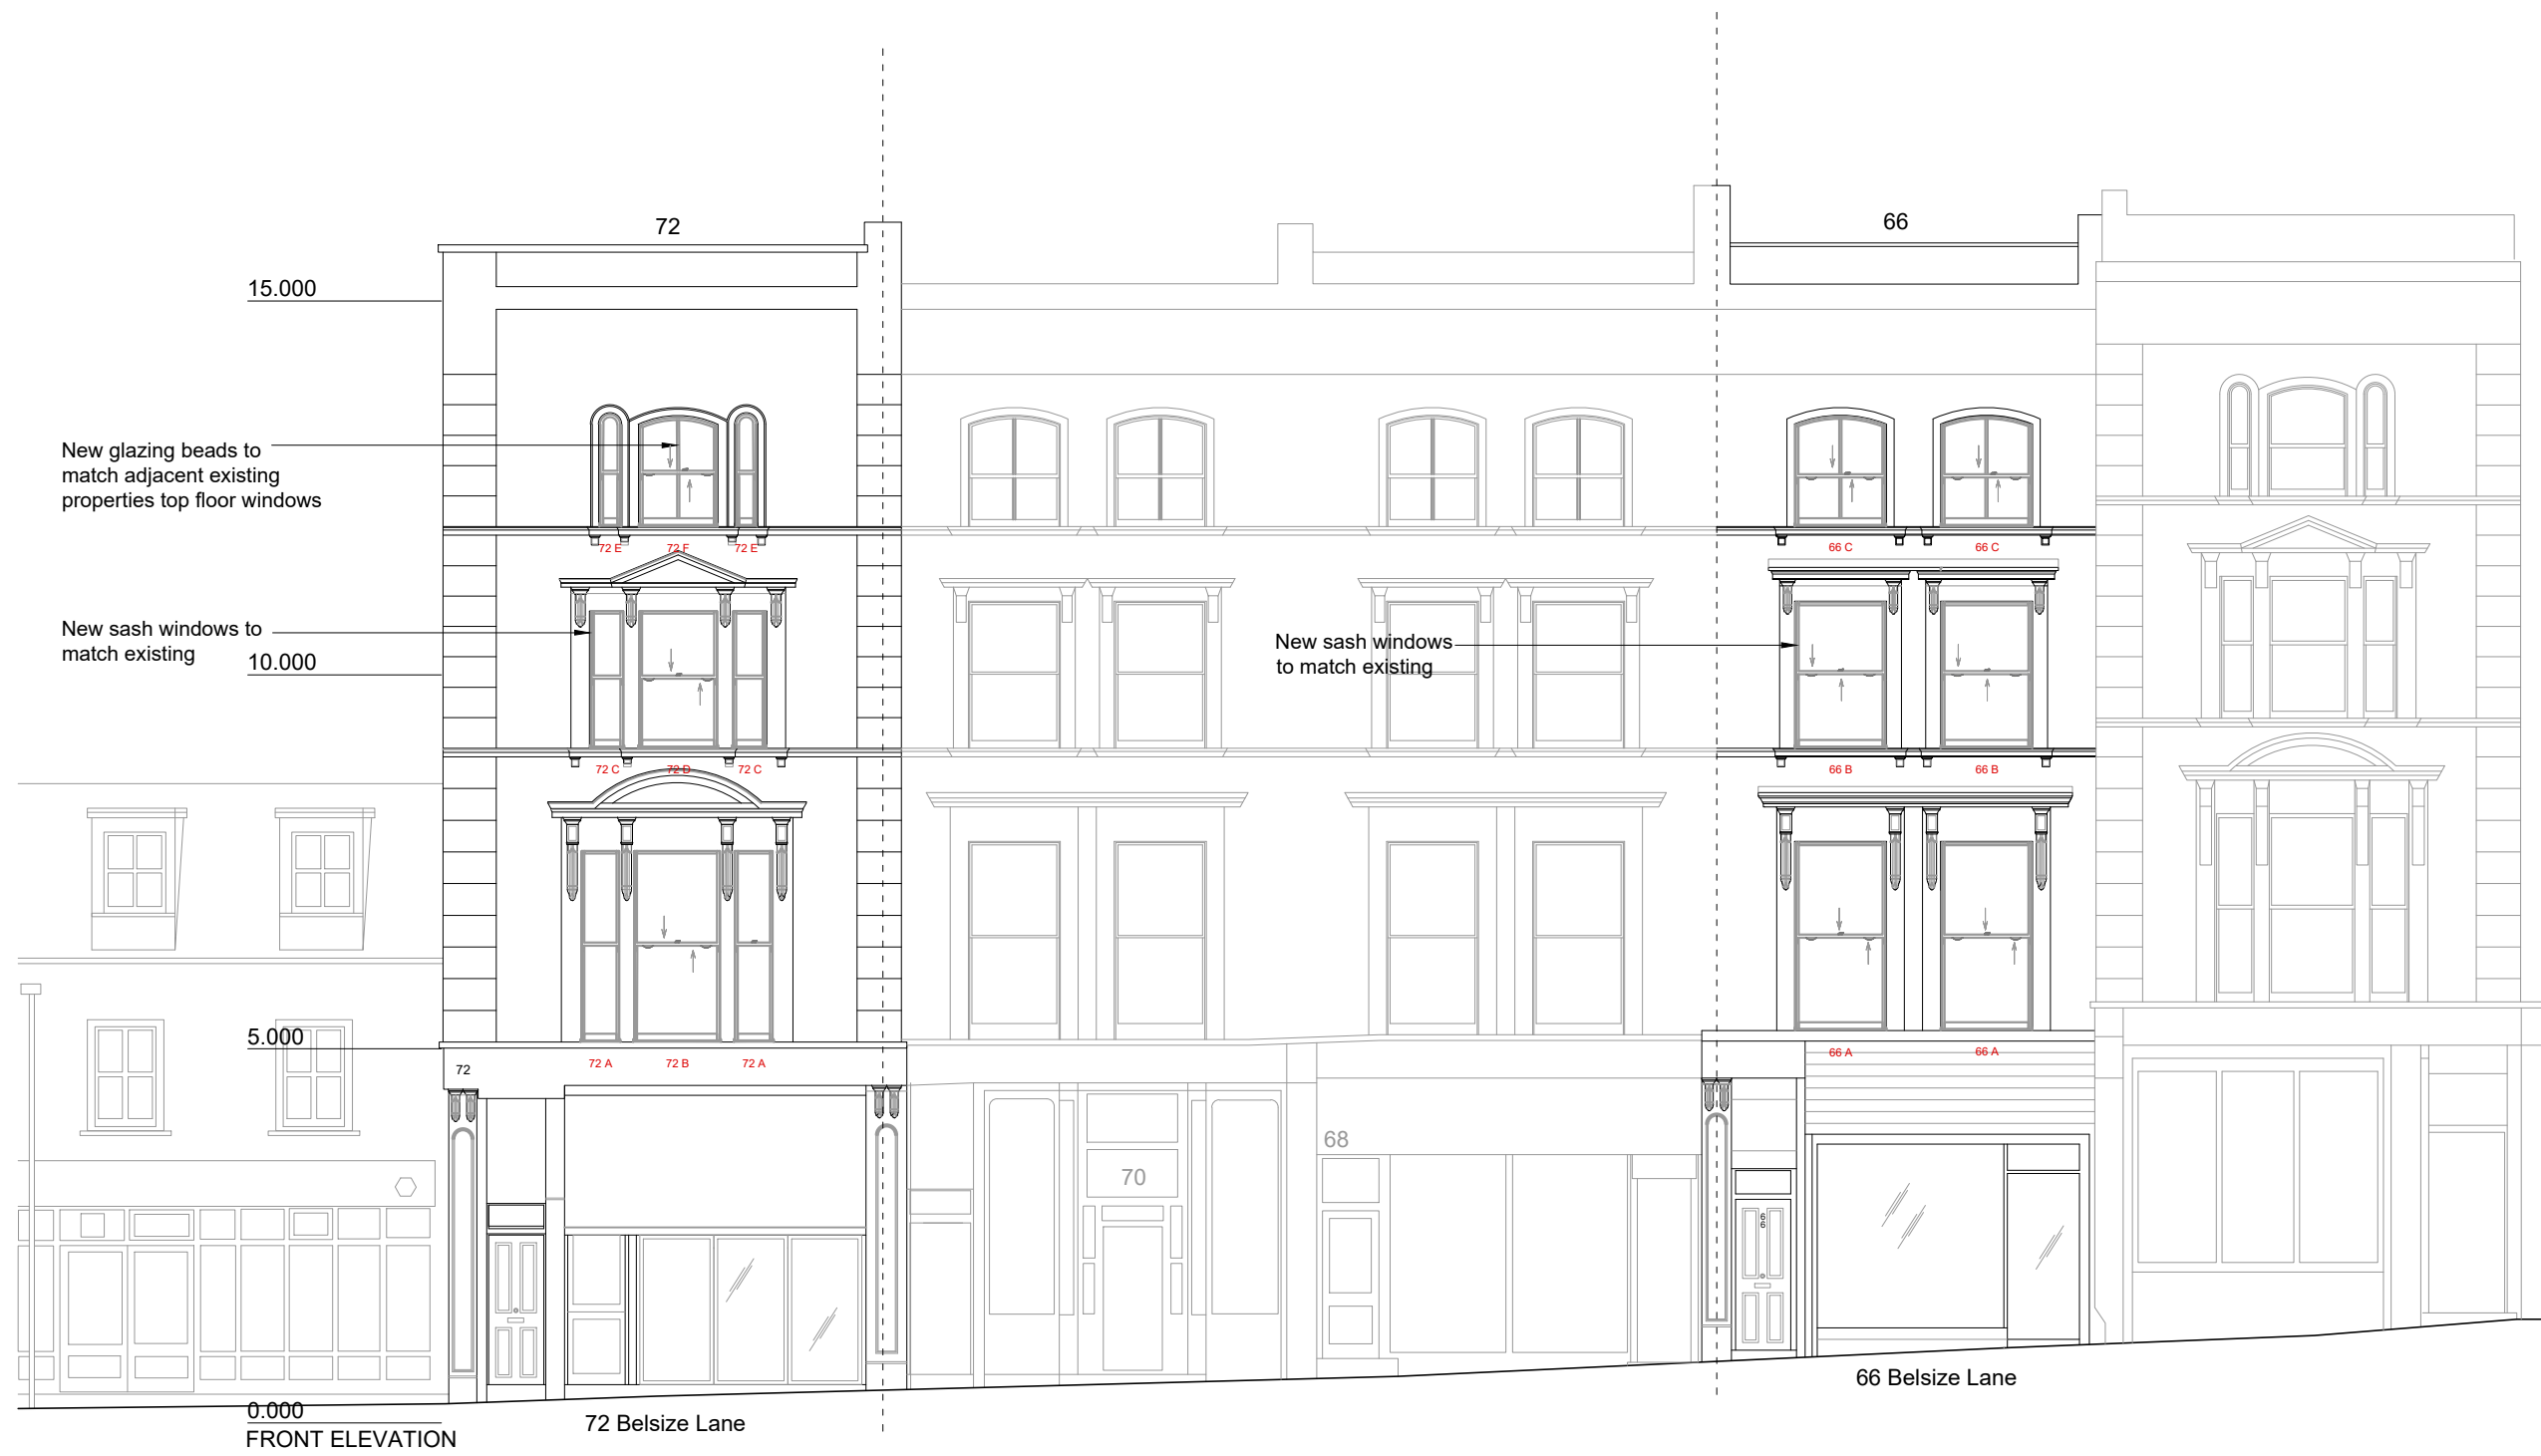 72
66
15.000
New glazing beads to
match adjacent existing
properties top floor windows
72 E
72 F
72 E
66 C
66 C
New sash windows to
match existing
New sash windows
to match existing
10.000
72 C
72 D
72 C
66 B
66 B
5.000
72
72 A
72 B
72 A
66 A
66 A
68
70
66
0.000
FRONT ELEVATION
72 Belsize Lane
66 Belsize Lane